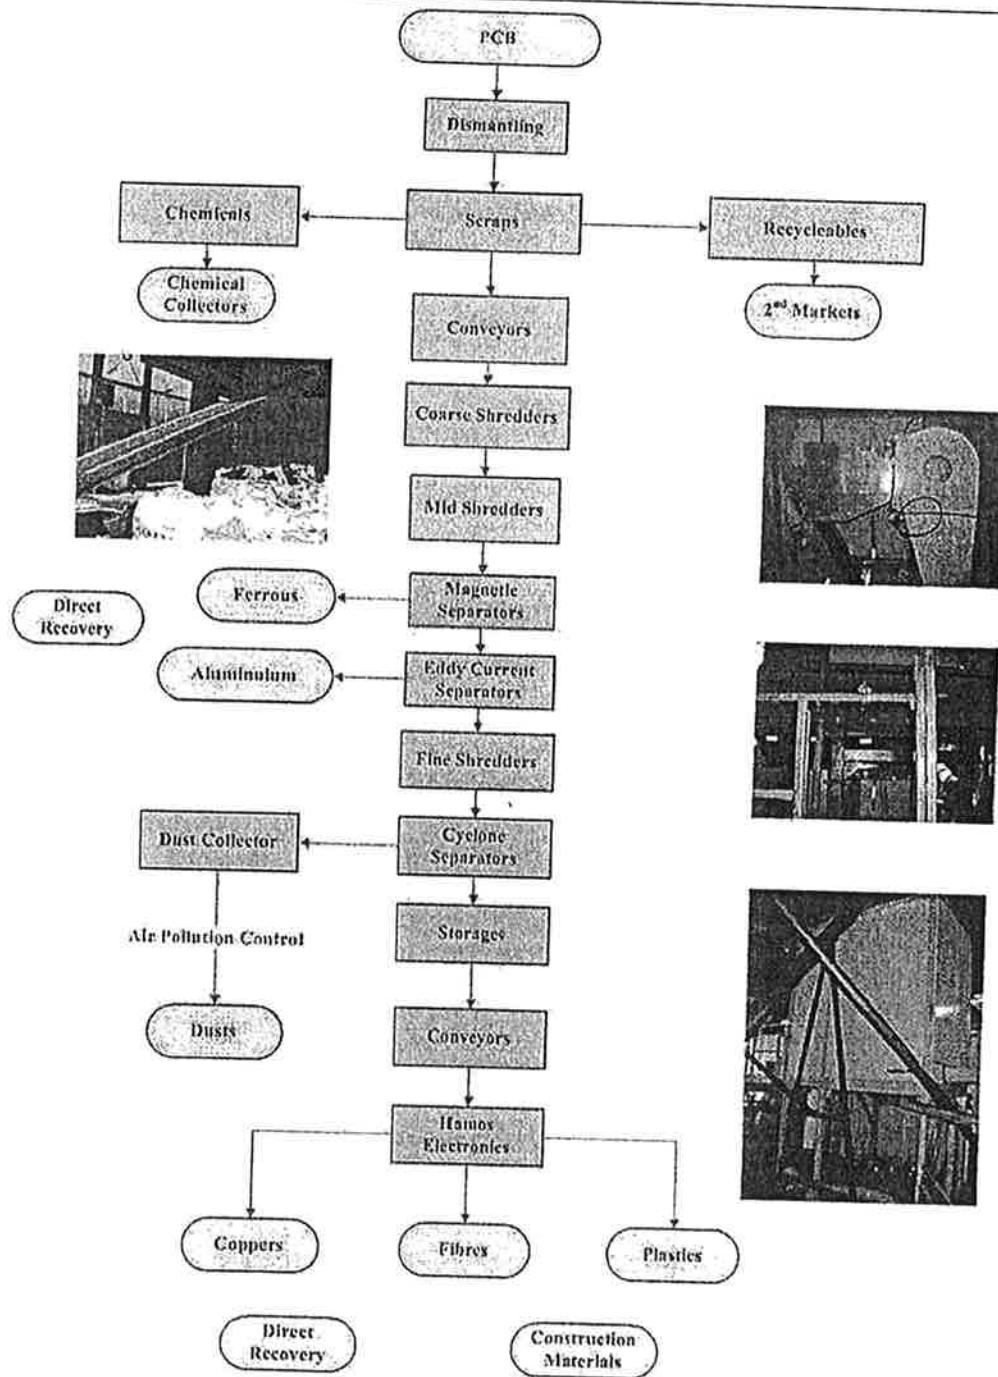 PCB
Dismantling
Chemicals
Scraps
Recycleables
Chemical
Collectors
2nd Markets
Conveyors
Coarse Shredders
Mid Shredders
Direct
Recovery
Ferrous
Magnetic
Separators
Aluminulum
Eddy Current
Separators
Fine Shredders
Dust Collector
Cyclone
Separators
Air Pollution Control
Storages
Dusts
Conveyors
Hamos
Electronics
Coppers
Fibres
Plastics
Direct
Recovery
Construction
Materials